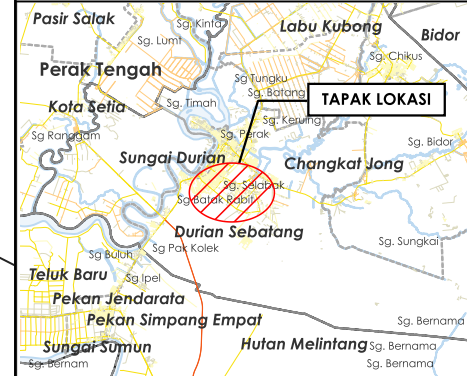 Pasir Salak
Sg. Kinta
Labu Kubong
Bidor
Sg. Lumt
Sg. Chikus
Perak Tengah
Sg Tungku
Sg. Batang
TAPAK LOKASI
Kota Setia
Sg. Timah
Sg. Keruing
Sg Ranggam
Sg. Perak
Sg. Bidor
Sungai Durian
Changkat Jong
Sg. Selabak
Sg Batak Rabit
Durian Sebatang
Sg. Sungkai
Sg Buluh
Sg Pak Kolek
Teluk Baru
Sg Ipel
Pekan Jendarata
Pekan Simpang Empat
Sg. Bernama
Sungai Sumun
Hutan Melintang
Sg. Bernama
Sg. Bernam
Sg. Bernama